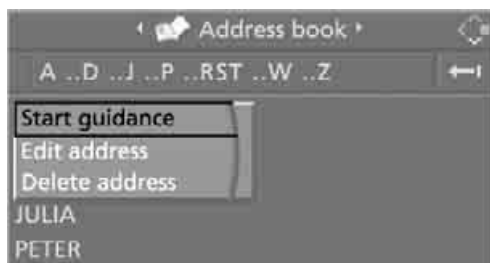 Address book
A ..D ..J ..P ..RST ..W ..Z
Start guidance
Edit address
Delete address
JULIA
PETER